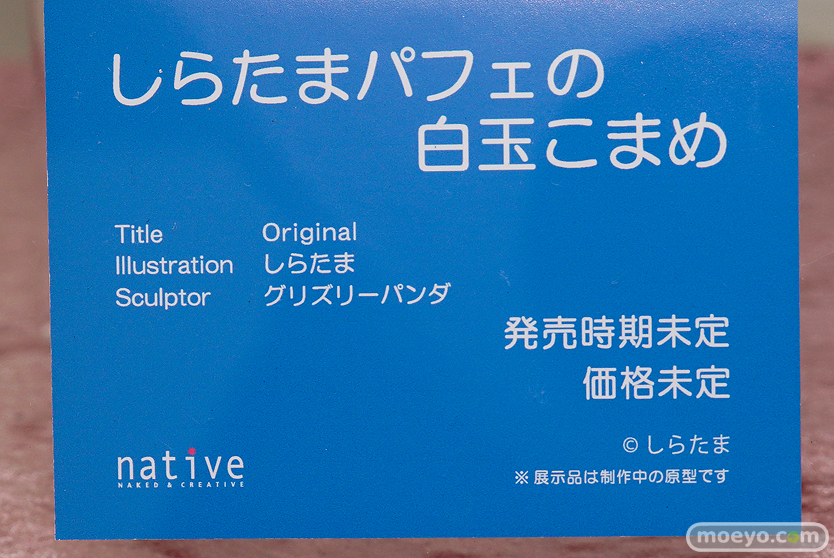 しらたまパフェの
白玉こまめ
Title Original
Illustration しらたま
Sculptor グリズリーパンダ
発売時期未定
価格未定
© しらたま
※ 展示品は制作中の原型です
native
NAKED & CREATIVE
moeyo.com